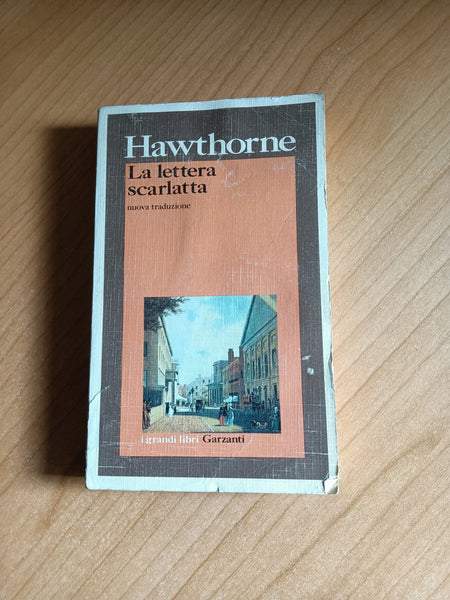 Hawthorne
La lettera
scarlatta
nuova traduzione
i grandi libri Garzanti